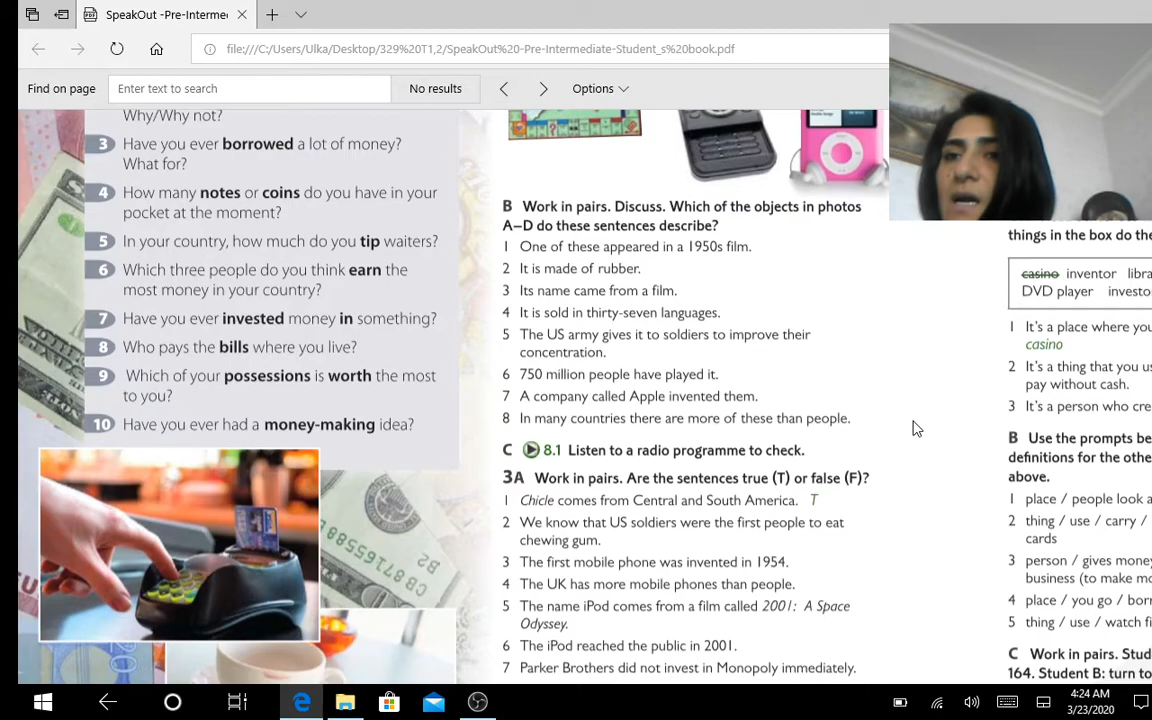 SpeakOut -Pre-Interme
file:///C:/Users/Ulka/Desktop/329%20T1,2/SpeakOut%20-Pre-Intermediate-Student_s%20book.pdf
Find on page
Enter text to search
No results
Options
Why/Why not?
3 Have you ever borrowed a lot of money?
What for?
4 How many notes or coins do you have in your
pocket at the moment?
5 In your country, how much do you tip waiters?
6 Which three people do you think earn the
most money in your country?
7 Have you ever invested money in something?
8 Who pays the bills where you live?
9 Which of your possessions is worth the most
to you?
10 Have you ever had a money-making idea?
B Work in pairs. Discuss. Which of the objects in photos
A–D do these sentences describe?
1 One of these appeared in a 1950s film.
2 It is made of rubber.
3 Its name came from a film.
4 It is sold in thirty-seven languages.
5 The US army gives it to soldiers to improve their
concentration.
6 750 million people have played it.
7 A company called Apple invented them.
8 In many countries there are more of these than people.
C 8.1 Listen to a radio programme to check.
3A Work in pairs. Are the sentences true (T) or false (F)?
1 Chicle comes from Central and South America. T
2 We know that US soldiers were the first people to eat
chewing gum.
3 The first mobile phone was invented in 1954.
4 The UK has more mobile phones than people.
5 The name iPod comes from a film called 2001: A Space
Odyssey.
6 The iPod reached the public in 2001.
7 Parker Brothers did not invest in Monopoly immediately.
things in the box do the
casino inventor libra
DVD player investo
1 It's a place where you
casino
2 It's a thing that you us
pay without cash.
3 It's a person who cre
B Use the prompts be
definitions for the othe
above.
1 place / people look a
2 thing / use / carry /
cards
3 person / gives money
business (to make mo
4 place / you go / borr
5 thing / use / watch fi
C Work in pairs. Stud
164. Student B: turn to
CB71865588
B2
4:24 AM
3/23/2020